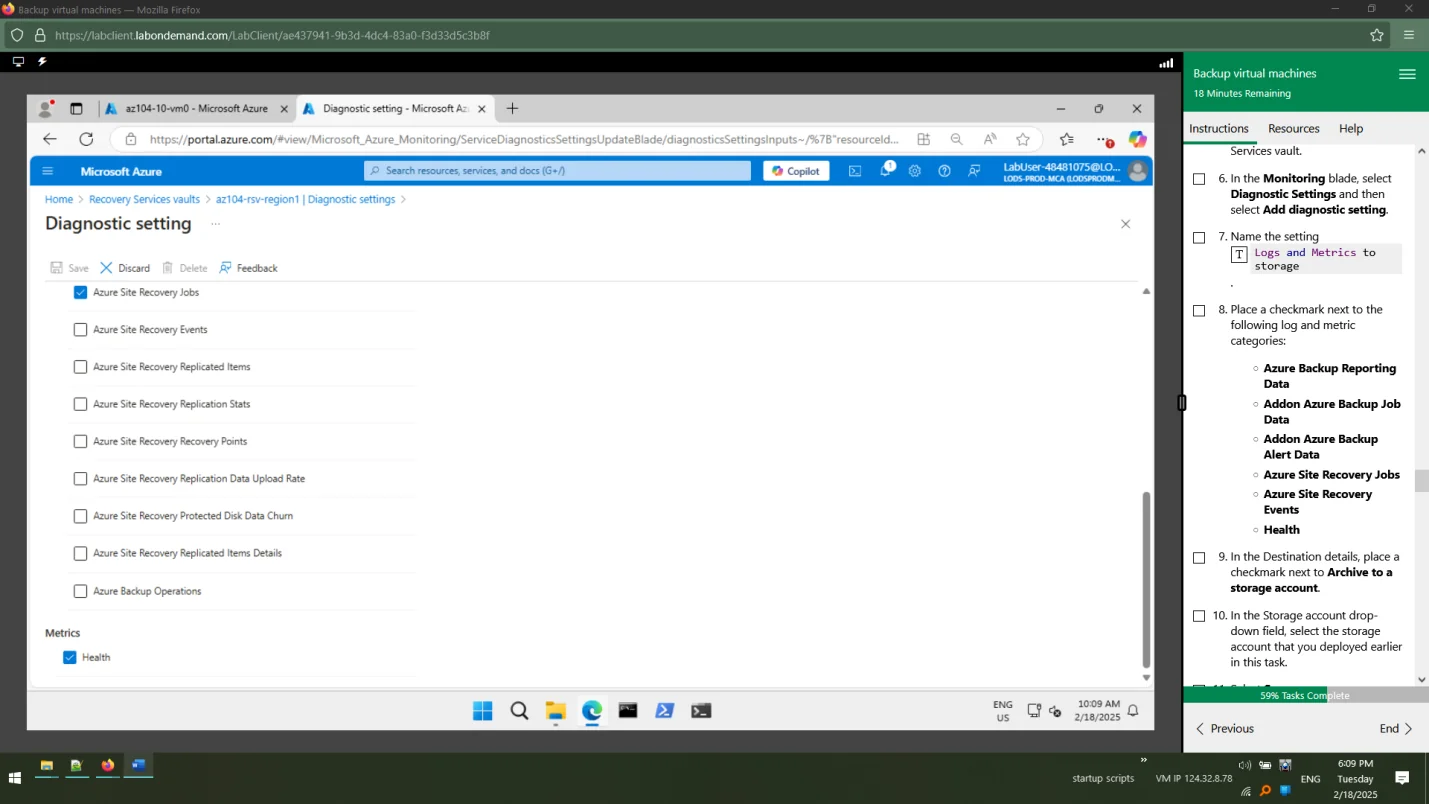 Backup virtual machines — Mozilla Firefox
https://labclient.labondemand.com/LabClient/ae437941-9b3d-4dc4-83a0-f3d33d5c3b8f
az104-10-vm0 - Microsoft Azure
Diagnostic setting - Microsoft Az
https://portal.azure.com/#view/Microsoft_Azure_Monitoring/ServiceDiagnosticsSettingsUpdateBlade/diagnosticsSettingsInputs~/%7B"resourceId...
Microsoft Azure
Search resources, services, and docs (G+/)
Copilot
1
LabUser-48481075@LO...
LODS-PROD-MCA (LODSPRODM...
Home > Recovery Services vaults > az104-rsv-region1 | Diagnostic settings >
Diagnostic setting ...
Save Discard Delete Feedback
Azure Site Recovery Jobs
Azure Site Recovery Events
Azure Site Recovery Replicated Items
Azure Site Recovery Replication Stats
Azure Site Recovery Recovery Points
Azure Site Recovery Replication Data Upload Rate
Azure Site Recovery Protected Disk Data Churn
Azure Site Recovery Replicated Items Details
Azure Backup Operations
Metrics
Health
ENG
US
10:09 AM
2/18/2025
Backup virtual machines
18 Minutes Remaining
Instructions Resources Help
Services vault.
6. In the Monitoring blade, select
Diagnostic Settings and then
select Add diagnostic setting.
7. Name the setting
T Logs and Metrics to
storage
.
8. Place a checkmark next to the
following log and metric
categories:
Azure Backup Reporting
Data
Addon Azure Backup Job
Data
Addon Azure Backup
Alert Data
Azure Site Recovery Jobs
Azure Site Recovery
Events
Health
9. In the Destination details, place a
checkmark next to Archive to a
storage account.
10. In the Storage account drop-
down field, select the storage
account that you deployed earlier
in this task.
59% Tasks Complete
Previous End
startup scripts
VM IP 124.32.8.78
ENG
6:09 PM
Tuesday
2/18/2025